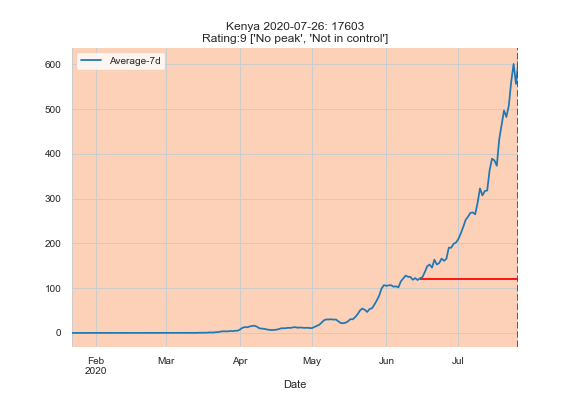 Kenya 2020-07-26: 17603
Rating:9 ['No peak', 'Not in control']
Average-7d
600
500
400
300
200
100
0
Feb Mar Apr May Jun Jul
2020
Date